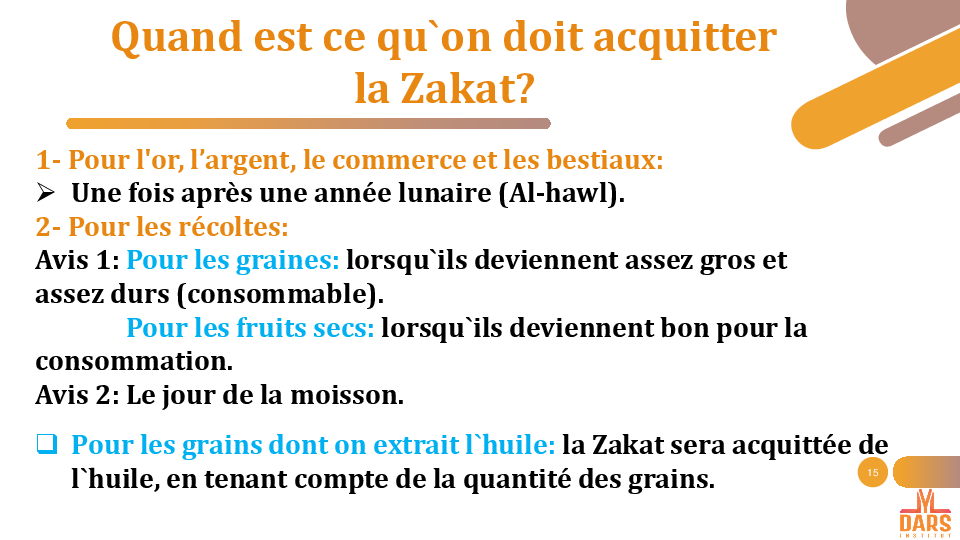 Quand est ce qu`on doit acquitter
la Zakat?
1- Pour l'or, l’argent, le commerce et les bestiaux:
➢ Une fois après une année lunaire (Al-hawl).
2- Pour les récoltes:
Avis 1: Pour les graines: lorsqu`ils deviennent assez gros et
assez durs (consommable).
Pour les fruits secs: lorsqu`ils deviennent bon pour la
consommation.
Avis 2: Le jour de la moisson.
❑ Pour les grains dont on extrait l`huile: la Zakat sera acquittée de
l`huile, en tenant compte de la quantité des grains.
15
DARS
INSTITUT